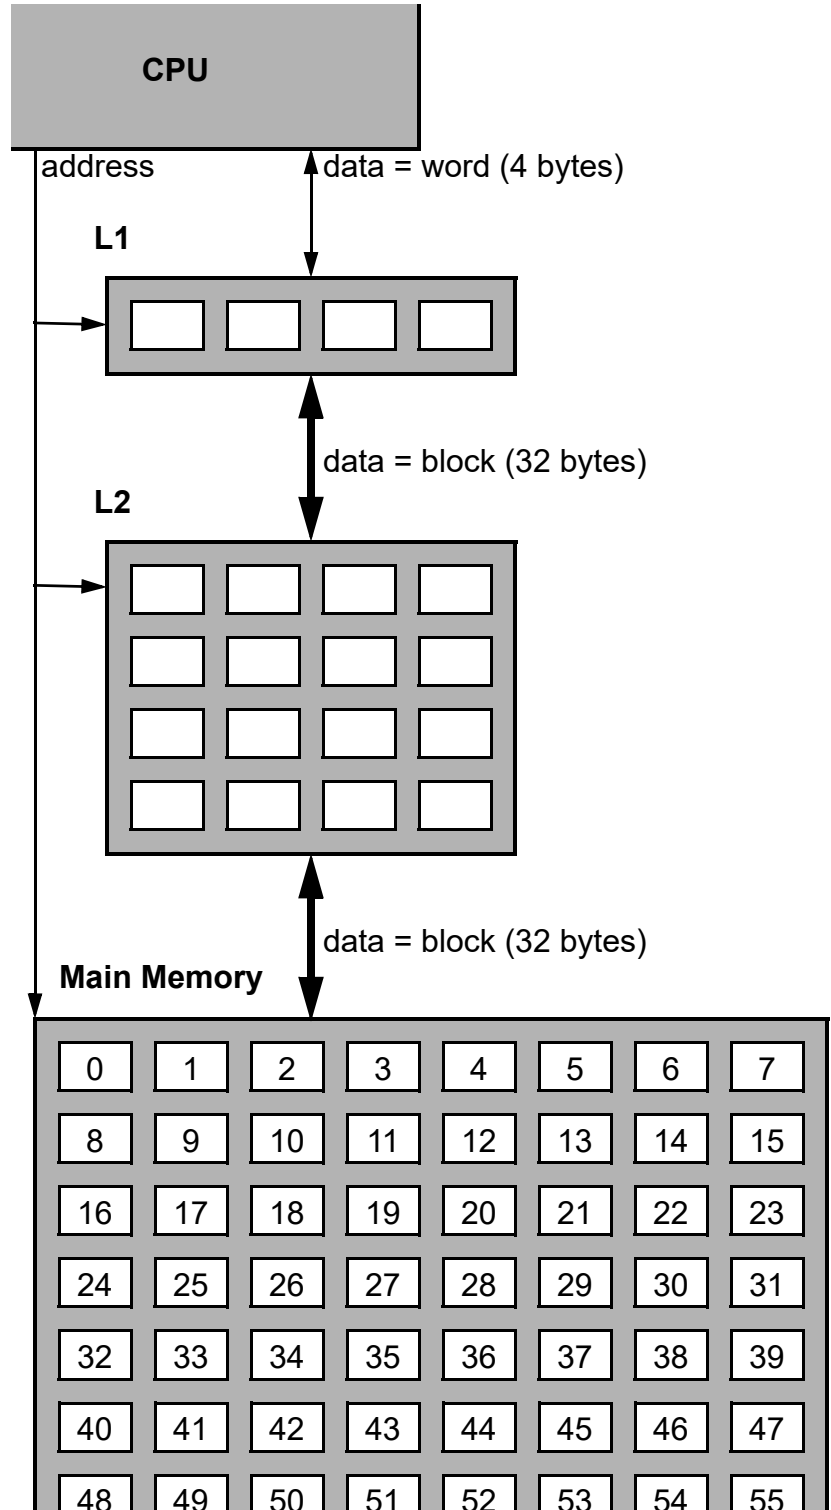 CPU
address data = word (4 bytes)
L1
data = block (32 bytes)
L2
data = block (32 bytes)
Main Memory
0 1 2 3 4 5 6 7
8 9 10 11 12 13 14 15
16 17 18 19 20 21 22 23
24 25 26 27 28 29 30 31
32 33 34 35 36 37 38 39
40 41 42 43 44 45 46 47
48 49 50 51 52 53 54 55